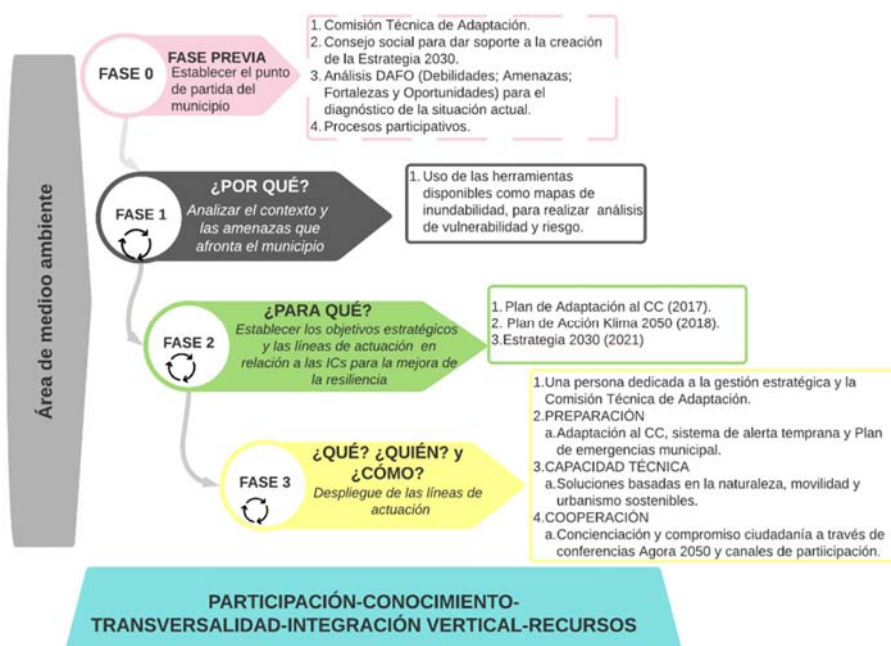 Área de medioo ambiente
FASE 0
FASE PREVIA
Establecer el punto
de partida del
municipio
1. Comisión Técnica de Adaptación.
2. Consejo social para dar soporte a la creación
de la Estrategia 2030.
3. Análisis DAFO (Debilidades; Amenazas;
Fortalezas y Oportunidades) para el
diagnóstico de la situación actual.
4. Procesos participativos.
FASE 1
¿POR QUÉ?
Analizar el contexto y
las amenazas que
afronta el municipio
1. Uso de las herramientas
disponibles como mapas de
inundabilidad, para realizar análisis
de vulnerabilidad y riesgo.
FASE 2
¿PARA QUÉ?
Establecer los objetivos estratégicos
y las líneas de actuación en
relación a las ICs para la mejora de
la resiliencia
1. Plan de Adaptación al CC (2017).
2. Plan de Acción Klima 2050 (2018).
3.Estrategia 2030 (2021)
FASE 3
¿QUÉ? ¿QUIÉN? y
¿CÓMO?
Despliegue de las líneas de
actuación
1.Una persona dedicada a la gestión estratégica y la
Comisión Técnica de Adaptación.
2.PREPARACIÓN
a.Adaptación al CC, sistema de alerta temprana y Plan
de emergencias municipal.
3.CAPACIDAD TÉCNICA
a.Soluciones basadas en la naturaleza, movilidad y
urbanismo sostenibles.
4.COOPERACIÓN
a.Concienciación y compromiso ciudadanía a través de
conferencias Agora 2050 y canales de partiicipación.
PARTICIPACIÓN-CONOCIMIENTO-
TRANSVERSALIDAD-INTEGRACIÓN VERTICAL-RECURSOS